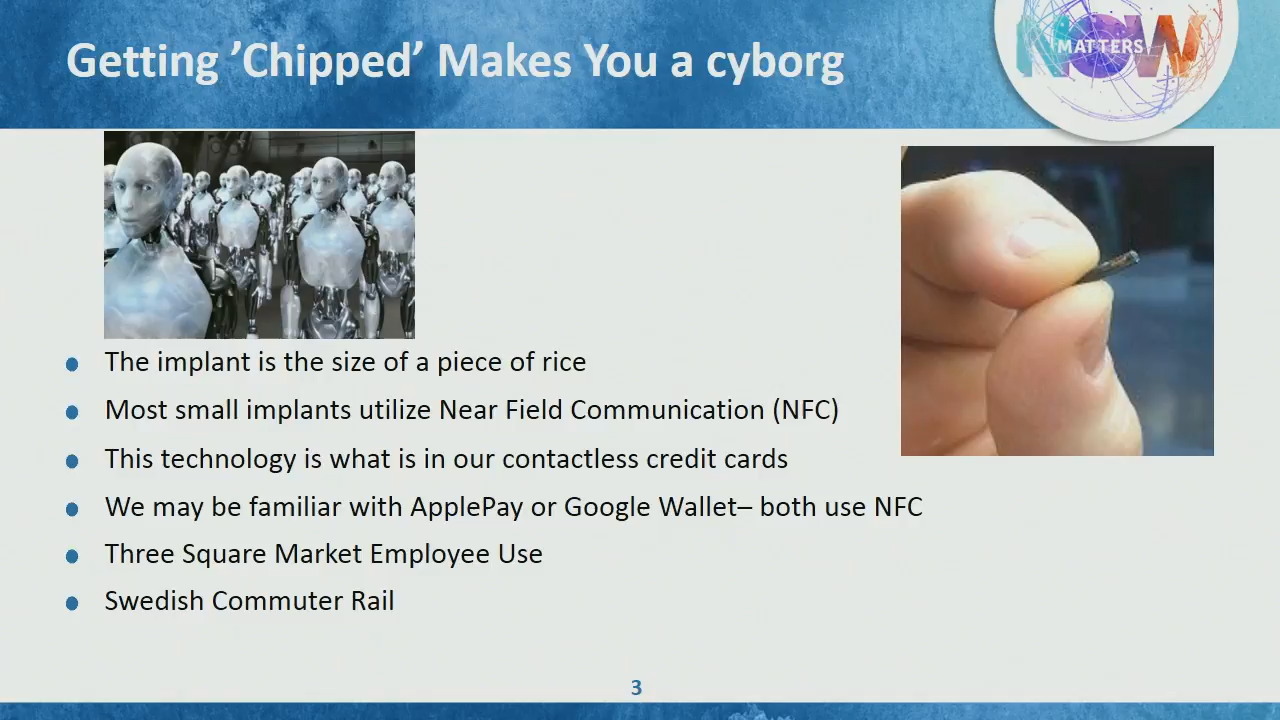 Getting ’Chipped’ Makes You a cyborg
NOW
MATTERS
The implant is the size of a piece of rice
Most small implants utilize Near Field Communication (NFC)
This technology is what is in our contactless credit cards
We may be familiar with ApplePay or Google Wallet– both use NFC
Three Square Market Employee Use
Swedish Commuter Rail
3